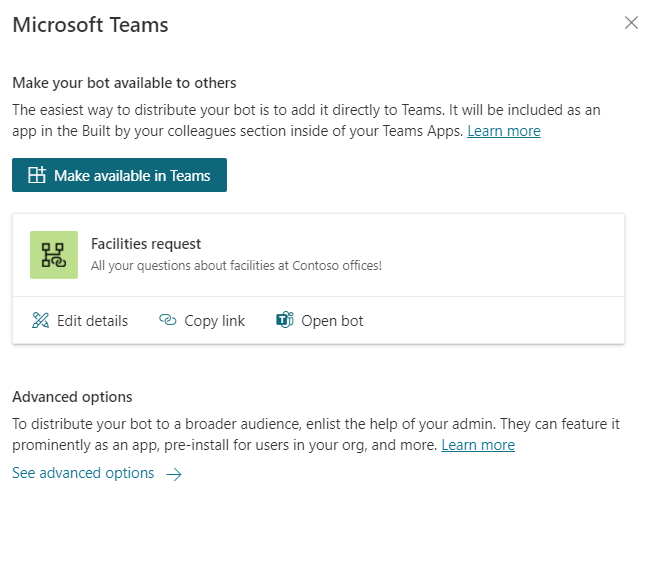 Microsoft Teams
Make your bot available to others
The easiest way to distribute your bot is to add it directly to Teams. It will be included as an
app in the Built by your colleagues section inside of your Teams Apps. Learn more
Make available in Teams
Facilities request
All your questions about facilities at Contoso offices!
Edit details
Copy link
Open bot
Advanced options
To distribute your bot to a broader audience, enlist the help of your admin. They can feature it
prominently as an app, pre-install for users in your org, and more. Learn more
See advanced options